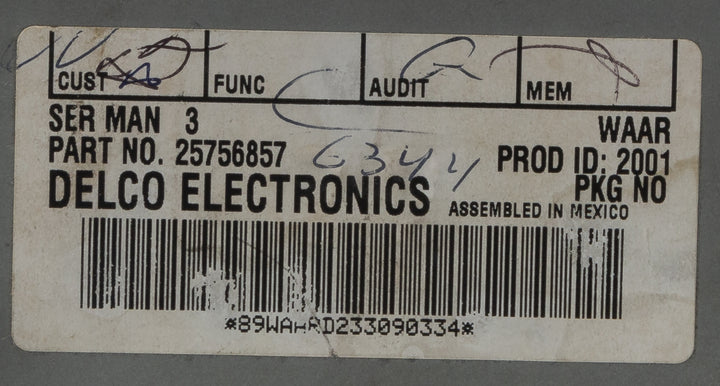 CUST FUNC AUDIT MEM
SER MAN 3 WAAR
PART NO. 25756857 6344 PROD ID: 2001
DELCO ELECTRONICS PKG NO
ASSEMBLED IN MEXICO
*89WAARD233090334*